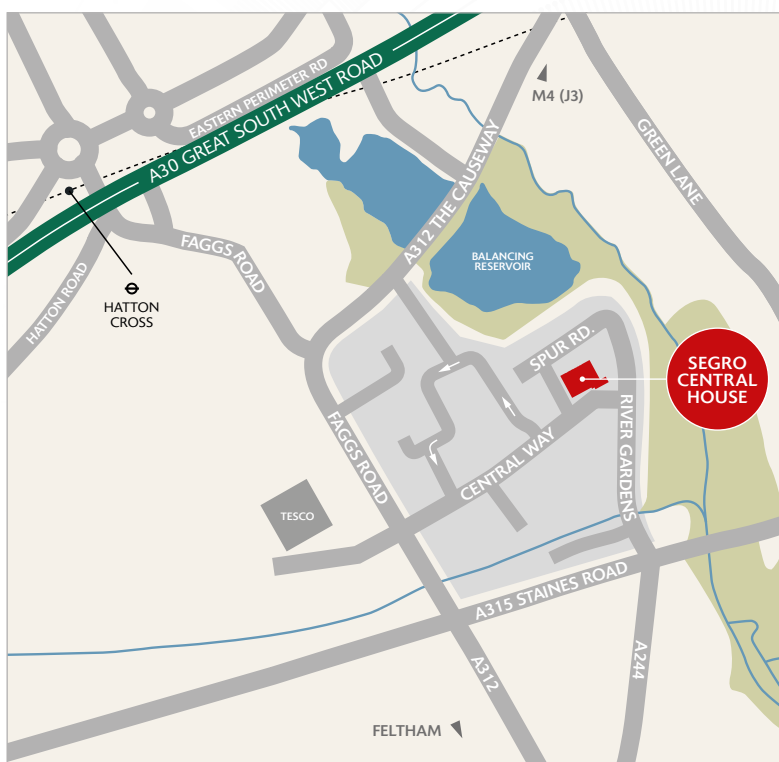 EASTERN PERIMETER RD
A30 GREAT SOUTH WEST ROAD
M4 (J3)
GREEN LANE
A312 THE CAUSEWAY
FAGGS ROAD
HATTON ROAD
BALANCING
RESERVOIR
HATTON
CROSS
SPUR RD.
SEGRO
CENTRAL
HOUSE
FAGGS ROAD
CENTRAL WAY
RIVER GARDENS
TESCO
A315 STAINES ROAD
A312
A244
FELTHAM